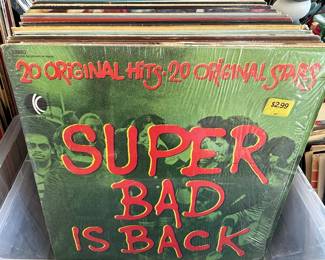 20 ORIGINAL HITS • 20 ORIGINAL STARS
$2.99
SUPER
BAD
IS BACK